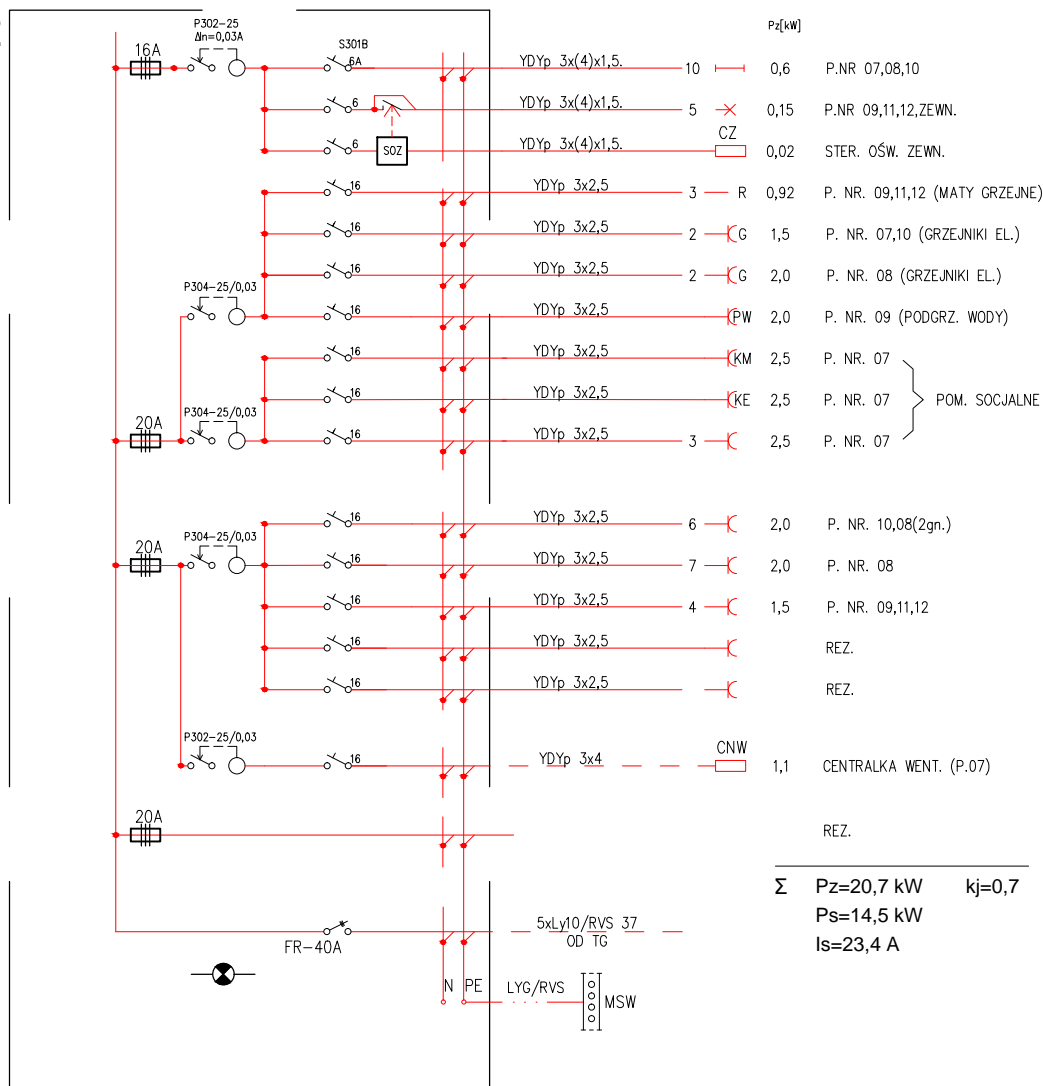 Pz[kW]
P302-25
Δn=0,03A
16A
S301B
6A
YDYp 3x(4)x1,5.
10
0,6
P.NR 07,08,10
6
YDYp 3x(4)x1,5.
5
0,15
P.NR 09,11,12,ZEWN.
6
SOZ
YDYp 3x(4)x1,5.
CZ
0,02
STER. OŚW. ZEWN.
16
YDYp 3x2,5
3
R
0,92
P. NR. 09,11,12 (MATY GRZEJNE)
16
YDYp 3x2,5
2
G
1,5
P. NR. 07,10 (GRZEJNIKI EL.)
16
YDYp 3x2,5
2
G
2,0
P. NR. 08 (GRZEJNIKI EL.)
P304-25/0,03
16
YDYp 3x2,5
PW
2,0
P. NR. 09 (PODGRZ. WODY)
16
YDYp 3x2,5
KM
2,5
P. NR. 07
16
YDYp 3x2,5
KE
2,5
P. NR. 07
POM. SOCJALNE
20A
P304-25/0,03
16
YDYp 3x2,5
3
2,5
P. NR. 07
16
YDYp 3x2,5
6
2,0
P. NR. 10,08(2gn.)
20A
P304-25/0,03
16
YDYp 3x2,5
7
2,0
P. NR. 08
16
YDYp 3x2,5
4
1,5
P. NR. 09,11,12
16
YDYp 3x2,5
REZ.
16
YDYp 3x2,5
REZ.
P302-25/0,03
16
YDYp 3x4
CNW
1,1
CENTRALKA WENT. (P.07)
20A
REZ.
Σ Pz=20,7 kW kj=0,7
Ps=14,5 kW
Is=23,4 A
FR-40A
5xLy10/RVS 37
OD TG
N PE
LYG/RVS
MSW